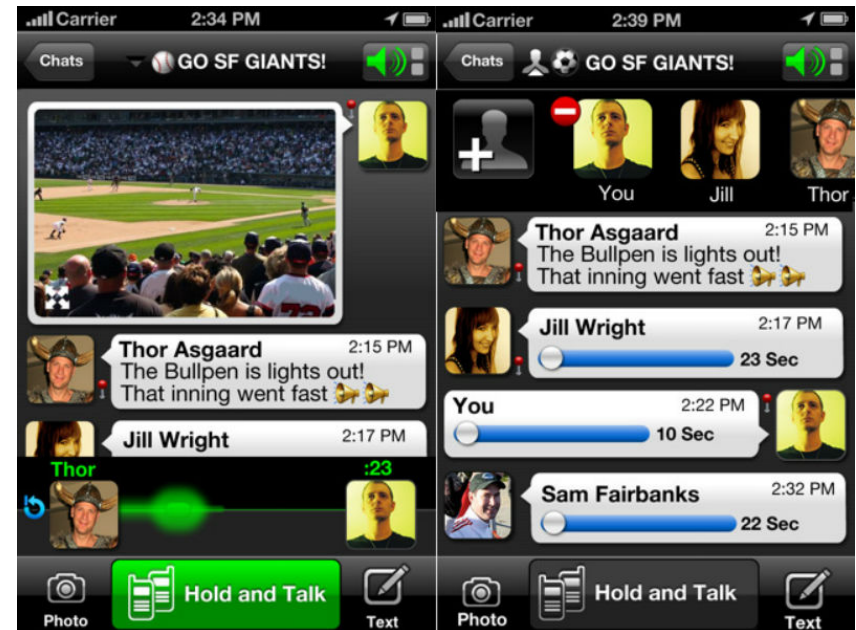 Carrier 2:34 PM
Chats GO SF GIANTS!
Thor Asgaard 2:15 PM
The Bullpen is lights out!
That inning went fast
Jill Wright 2:17 PM
Thor :23
Photo Hold and Talk Text
Carrier 2:39 PM
Chats GO SF GIANTS!
You Jill Thor
Thor Asgaard 2:15 PM
The Bullpen is lights out!
That inning went fast
Jill Wright 2:17 PM
23 Sec
You 2:22 PM
10 Sec
Sam Fairbanks 2:32 PM
22 Sec
Photo Hold and Talk Text